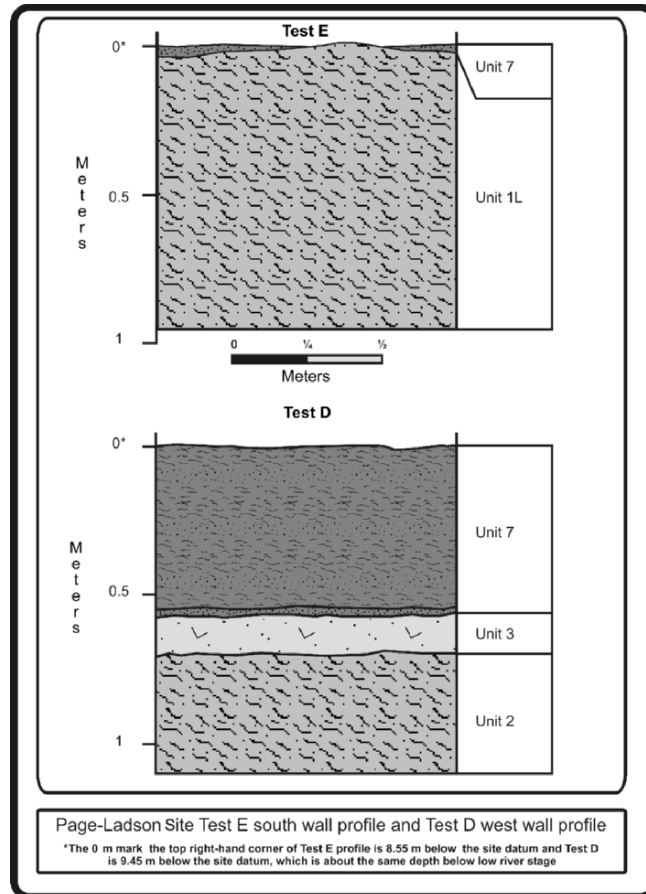 Test E
0*
Unit 7
Meters
0.5
Unit 1L
1
0 ¼ ½
Meters
Test D
0*
Unit 7
Meters
0.5
Unit 3
Unit 2
1
Page-Ladson Site Test E south wall profile and Test D west wall profile
*The 0 m mark the top right-hand corner of Test E profile is 8.55 m below the site datum and Test D
is 9.45 m below the site datum, which is about the same depth below low river stage